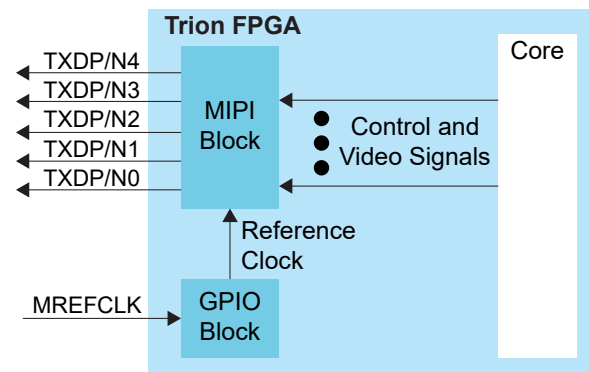 Trion FPGA
Core
TXDP/N4
TXDP/N3
TXDP/N2
TXDP/N1
TXDP/N0
MIPI
Block
Control and
Video Signals
Reference
Clock
MREFCLK
GPIO
Block